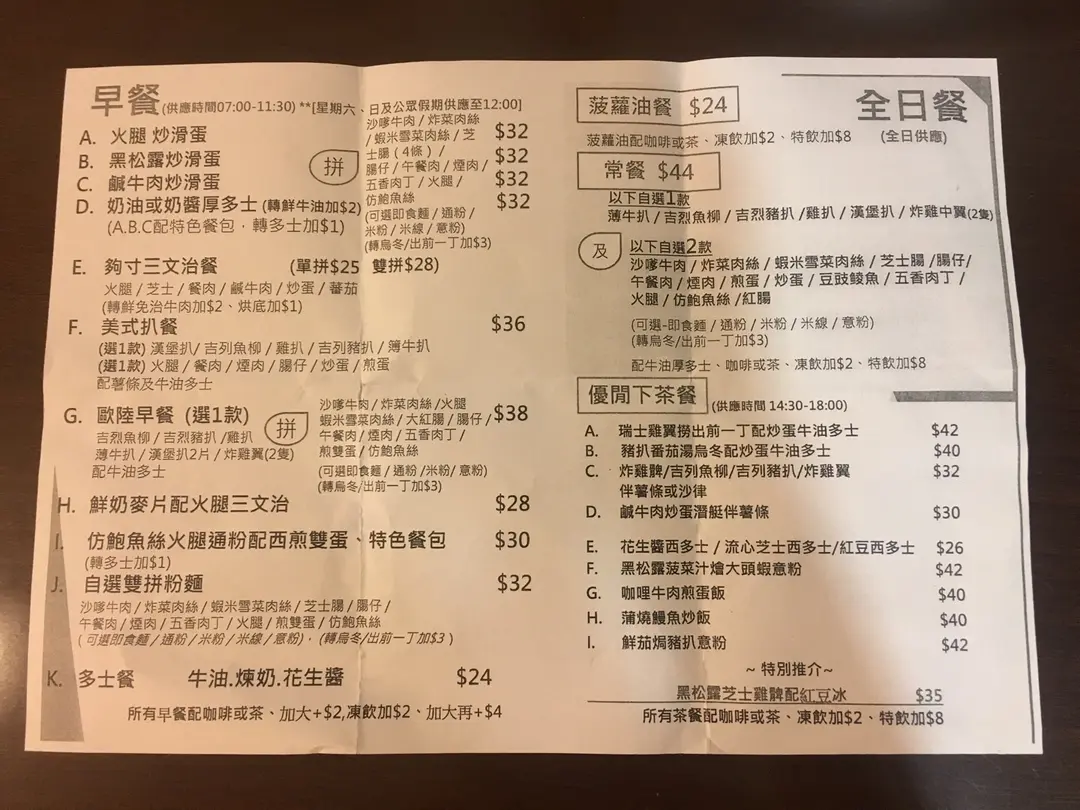 早餐(供應時間07:00-11:30) **[星期六、日及公眾假期供應至12:00]
A. 火腿 炒滑蛋 $32
B. 黑松露炒滑蛋 $32
C. 鹹牛肉炒滑蛋 $32
D. 奶油或奶醬厚多士 (轉鮮牛油加$2) $32
(A.B.C配特色餐包﹐轉多士加$1)
拼
沙嗲牛肉 / 炸菜肉絲
/ 蝦米雪菜肉絲 / 芝
士腸（4條）/
腸仔 / 午餐肉 / 煙肉 /
五香肉丁 / 火腿 /
仿鮑魚絲
(可選即食麵 / 通粉 /
米粉 / 米線 / 意粉)
(轉烏冬/出前一丁加$3)
E. 夠寸三文治餐 (單拼$25 雙拼$28)
火腿 / 芝士 / 餐肉 / 鹹牛肉 / 炒蛋 / 蕃茄
(轉鮮免治牛肉加$2、烘底加$1)
F. 美式扒餐 $36
(選1款) 漢堡扒/ 吉列魚柳 / 雞扒 / 吉列豬扒 / 簿牛扒
(選1款) 火腿 / 餐肉 / 煙肉 / 腸仔 / 炒蛋 / 煎蛋
配薯條及牛油多士
G. 歐陸早餐 (選1款) $38
吉烈魚柳 / 吉烈豬扒 /雞扒
薄牛扒 / 漢堡扒2片 / 炸雞翼(2隻)
配牛油多士
拼
沙嗲牛肉 / 炸菜肉絲 /火腿
蝦米雪菜肉絲 / 大紅腸 / 腸仔 /
午餐肉 / 煙肉 / 五香肉丁 /
煎雙蛋 / 仿鮑魚絲
(可選即食麵 / 通粉 /米粉/ 意粉)
(轉烏冬/出前一丁加$3)
H. 鮮奶麥片配火腿三文治 $28
I. 仿鮑魚絲火腿通粉配西煎雙蛋、特色餐包 $30
(轉多士加$1)
J. 自選雙拼粉麵 $32
沙嗲牛肉 / 炸菜肉絲 / 蝦米雪菜肉絲 / 芝士腸 / 腸仔 /
午餐肉 / 煙肉 / 五香肉丁 / 火腿 / 煎雙蛋 / 仿鮑魚絲
( 可選即食麵 / 通粉 / 米粉 / 米線 / 意粉)﹐(轉烏冬/出前一丁加$3 )
K. 多士餐 牛油.煉奶.花生醬 $24
所有早餐配咖啡或茶、加大+$2,凍飲加$2、加大再+$4
全日餐
(全日供應)
菠蘿油餐 $24
菠蘿油配咖啡或茶、凍飲加$2、特飲加$8
常餐 $44
以下自選1款
薄牛扒 / 吉烈魚柳 / 吉烈豬扒 /雞扒 / 漢堡扒 / 炸雞中翼(2隻)
及
以下自選2款
沙嗲牛肉 / 炸菜肉絲 / 蝦米雪菜肉絲 / 芝士腸 /腸仔/
午餐肉 / 煙肉 / 煎蛋 / 炒蛋 / 豆豉鯪魚 / 五香肉丁 /
火腿 / 仿鮑魚絲 /紅腸
(可選-即食麵 / 通粉 / 米粉 / 米線 / 意粉)
(轉烏冬/出前一丁加$3)
配牛油厚多士、咖啡或茶、凍飲加$2、特飲加$8
優閒下茶餐 (供應時間 14:30-18:00)
A. 瑞士雞翼撈出前一丁配炒蛋牛油多士 $42
B. 豬扒番茄湯烏冬配炒蛋牛油多士 $40
C. 炸雞髀/吉列魚柳/吉列豬扒/炸雞翼 $32
伴薯條或沙律
D. 鹹牛肉炒蛋潛艇伴薯條 $30
E. 花生醬西多士 / 流心芝士西多士/紅豆西多士 $26
F. 黑松露菠菜汁燴大頭蝦意粉 $42
G. 咖哩牛肉煎蛋飯 $40
H. 蒲燒鰻魚炒飯 $40
I. 鮮茄焗豬扒意粉 $42
~ 特別推介~
黑松露芝士雞髀配紅豆冰 $35
所有茶餐配咖啡或茶、凍飲加$2、特飲加$8